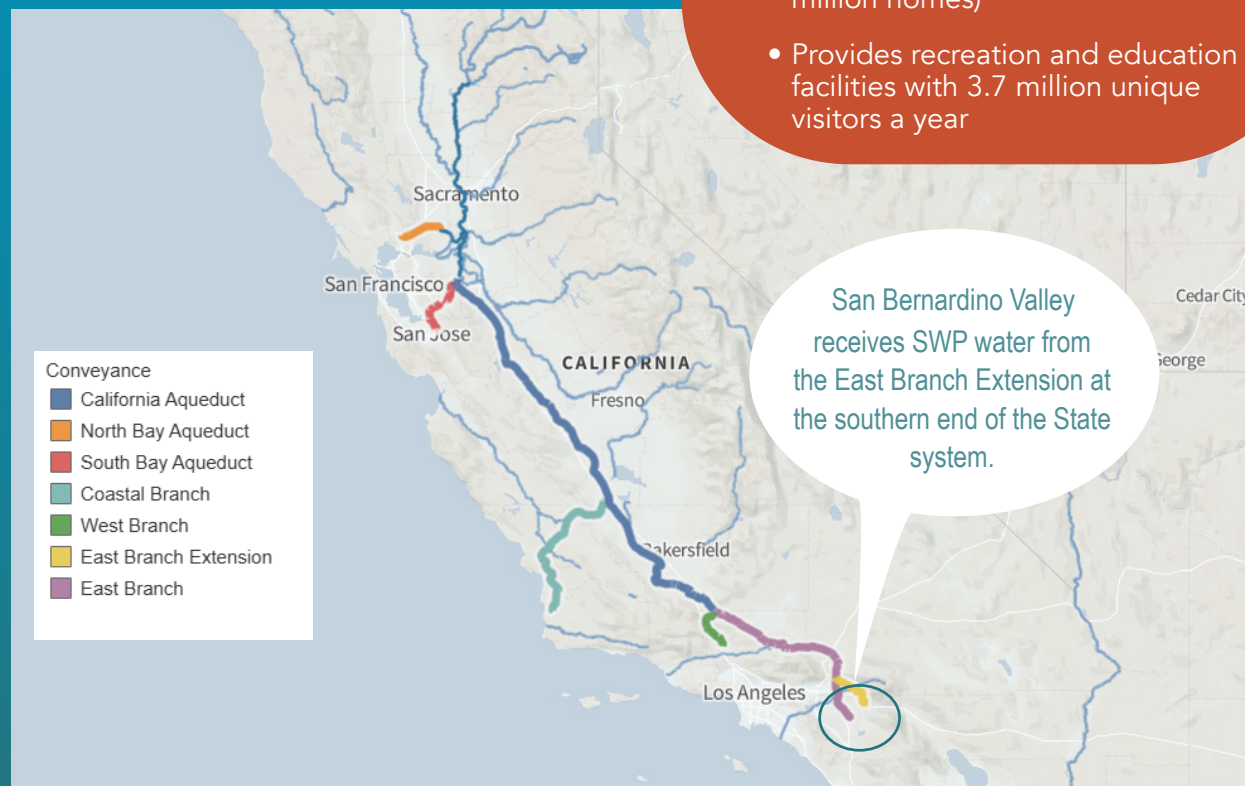 million homes)
• Provides recreation and education
facilities with 3.7 million unique
visitors a year
Sacramento
San Francisco
San Jose
CALIFORNIA
Fresno
Bakersfield
Los Angeles
Cedar City
George
San Bernardino Valley
receives SWP water from
the East Branch Extension at
the southern end of the State
system.
Conveyance
California Aqueduct
North Bay Aqueduct
South Bay Aqueduct
Coastal Branch
West Branch
East Branch Extension
East Branch